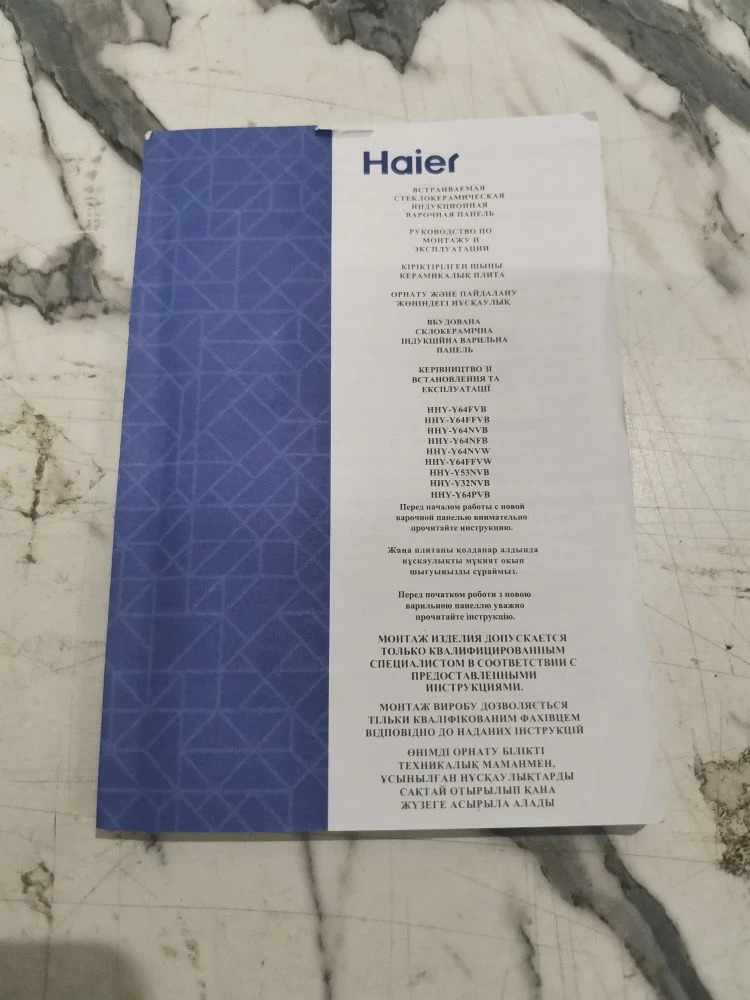 Haier
ВСТРАИВАЕМАЯ
СТЕКЛОКЕРАМИЧЕСКАЯ
ИНДУКЦИОННАЯ
ВАРОЧНАЯ ПАНЕЛЬ
РУКОВОДСТВО ПО
МОНТАЖУ И
ЭКСПЛУАТАЦИИ
КІРІКТІРІЛГЕН ШЫНЫ
КЕРАМИКАЛЫҚ ПЛИТА
ОРНАТУ ЖӘНЕ ПАЙДАЛАНУ
ЖӨНІНДЕГІ НҰСҚАУЛЫҚ
ВБУДОВАНА
СКЛОКЕРАМІЧНА
ІНДУКЦІЙНА ВАРИЛЬНА
ПАНЕЛЬ
КЕРІВНИЦТВО ЗІ
ВСТАНОВЛЕННЯ ТА
ЕКСПЛУАТАЦІЇ
HHY-Y64FVB
HHY-Y64FFVB
HHY-Y64NVB
HHY-Y64NFB
HHY-Y64NVW
HHY-Y64FFVW
HHY-Y53NVB
HHY-Y32NVB
HHY-Y64PVB
Перед началом работы с новой
варочной панелью внимательно
прочитайте инструкцию.
Жаңа плитаны қолданар алдында
нұсқаулықты мұқият оқып
шығуыңызды сұраймыз.
Перед початком роботи з новою
варильною панеллю уважно
прочитайте інструкцію.
МОНТАЖ ИЗДЕЛИЯ ДОПУСКАЕТСЯ
ТОЛЬКО КВАЛИФИЦИРОВАННЫМ
СПЕЦИАЛИСТОМ В СООТВЕТСТВИИ С
ПРЕДОСТАВЛЕННЫМИ
ИНСТРУКЦИЯМИ.
МОНТАЖ ВИРОБУ ДОЗВОЛЯЄТЬСЯ
ТІЛЬКИ КВАЛІФІКОВАНИМ ФАХІВЦЕМ
ВІДПОВІДНО ДО НАДАНИХ ІНСТРУКЦІЙ
ӨНІМДІ ОРНАТУ БІЛІКТІ
ТЕХНИКАЛЫҚ МАМАНМЕН,
ҰСЫНЫЛҒАН НҰСҚАУЛЫҚТАРДЫ
САҚТАЙ ОТЫРЫЛЫП ҚАНА
ЖҮЗЕГЕ АСЫРЫЛА АЛАДЫ